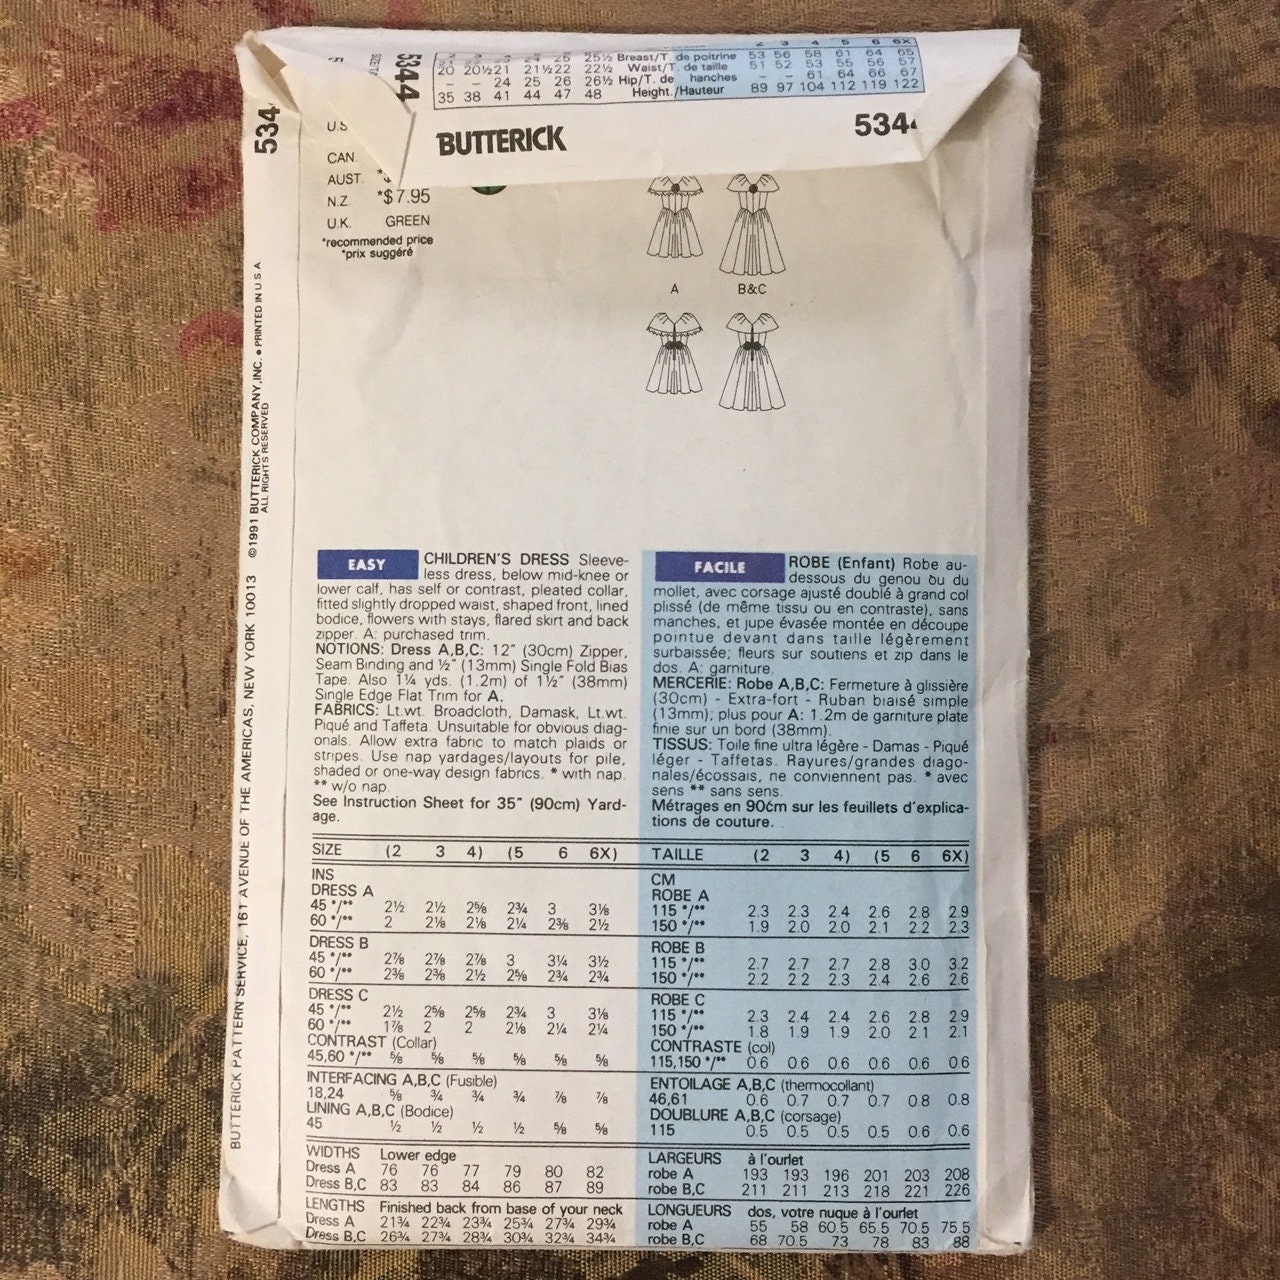 5344
2 3 4 5 6 6X
25 25½ Breast/T. de poitrine 53 56 58 61 64 65
20 20½ 21 21½ 22 22½ Waist/T. de taille 51 52 53 55 56 57
- - 24 25 26 26½ Hip/T. de hanches - - 61 64 66 67
35 38 41 44 47 48 Height./Hauteur 89 97 104 112 119 122
BUTTERICK 534
534
U.S
CAN.
AUST.
N.Z. *$7.95
U.K. GREEN
*recommended price
*prix suggéré
A B&C
BUTTERICK PATTERN SERVICE, 161 AVENUE OF THE AMERICAS, NEW YORK 10013 ©1991 BUTTERICK COMPANY, INC. • PRINTED IN U.S.A.
ALL RIGHTS RESERVED
EASY CHILDREN'S DRESS Sleeve-
less dress, below mid-knee or
lower calf, has self or contrast, pleated collar,
fitted slightly dropped waist, shaped front, lined
bodice, flowers with stays, flared skirt and back
zipper. A: purchased trim.
NOTIONS: Dress A,B,C: 12" (30cm) Zipper,
Seam Binding and ½" (13mm) Single Fold Bias
Tape. Also 1¼ yds. (1.2m) of 1½" (38mm)
Single Edge Flat Trim for A.
FABRICS: Lt.wt. Broadcloth, Damask, Lt.wt.
Piqué and Taffeta. Unsuitable for obvious diag-
onals. Allow extra fabric to match plaids or
stripes. Use nap yardages/layouts for pile,
shaded or one-way design fabrics. * with nap.
** w/o nap.
See Instruction Sheet for 35" (90cm) Yard-
age.
FACILE ROBE (Enfant) Robe au-
dessous du genou ou du
mollet, avec corsage ajusté doublé à grand col
plissé (de même tissu ou en contraste), sans
manches, et jupe évasée montée en découpe
pointue devant dans taille légèrement
surbaissée; fleurs sur soutiens et zip dans le
dos. A: garniture.
MERCERIE: Robe A,B,C: Fermeture à glissière
(30cm) - Extra-fort - Ruban biaisé simple
(13mm); plus pour A: 1.2m de garniture plate
finie sur un bord (38mm).
TISSUS: Toile fine ultra légère - Damas - Piqué
léger - Taffetas. Rayures/grandes diago-
nales/écossais, ne conviennent pas. * avec
sens ** sans sens.
Métrages en 90cm sur les feuillets d'explica-
tions de couture.
SIZE (2 3 4) (5 6 6X)
INS
DRESS A
45 */** 2½ 2½ 2⅝ 2¾ 3 3⅛
60 */** 2 2⅛ 2⅛ 2¼ 2⅜ 2½
DRESS B
45 */** 2⅞ 2⅞ 2⅞ 3 3¼ 3½
60 */** 2⅜ 2⅜ 2½ 2⅝ 2¾ 2¾
DRESS C
45 */** 2½ 2⅝ 2⅝ 2¾ 3 3⅛
60 */** 1⅞ 2 2 2⅛ 2¼ 2¼
CONTRAST (Collar)
45,60 */** ⅝ ⅝ ⅝ ⅝ ⅝ ⅝
INTERFACING A,B,C (Fusible)
18,24 ⅝ ¾ ¾ ¾ ⅞ ⅞
LINING A,B,C (Bodice)
45 ½ ½ ½ ½ ⅝ ⅝
WIDTHS Lower edge
Dress A 76 76 77 79 80 82
Dress B,C 83 83 84 86 87 89
LENGTHS Finished back from base of your neck
Dress A 21¾ 22¾ 23¾ 25¾ 27¾ 29¾
Dress B,C 26¾ 27¾ 28¾ 30¾ 32¾ 34¾
TAILLE (2 3 4) (5 6 6X)
CM
ROBE A
115 */** 2.3 2.3 2.4 2.6 2.8 2.9
150 */** 1.9 2.0 2.0 2.1 2.2 2.3
ROBE B
115 */** 2.7 2.7 2.7 2.8 3.0 3.2
150 */** 2.2 2.2 2.3 2.4 2.6 2.6
ROBE C
115 */** 2.3 2.4 2.4 2.6 2.8 2.9
150 */** 1.8 1.9 1.9 2.0 2.1 2.1
CONTRASTE (col)
115,150 */** 0.6 0.6 0.6 0.6 0.6 0.6
ENTOILAGE A,B,C (thermocollant)
46,61 0.6 0.7 0.7 0.7 0.8 0.8
DOUBLURE A,B,C (corsage)
115 0.5 0.5 0.5 0.5 0.6 0.6
LARGEURS à l'ourlet
robe A 193 193 196 201 203 208
robe B,C 211 211 213 218 221 226
LONGUEURS dos, votre nuque à l'ourlet
robe A 55 58 60.5 65.5 70.5 75.5
robe B,C 68 70.5 73 78 83 88